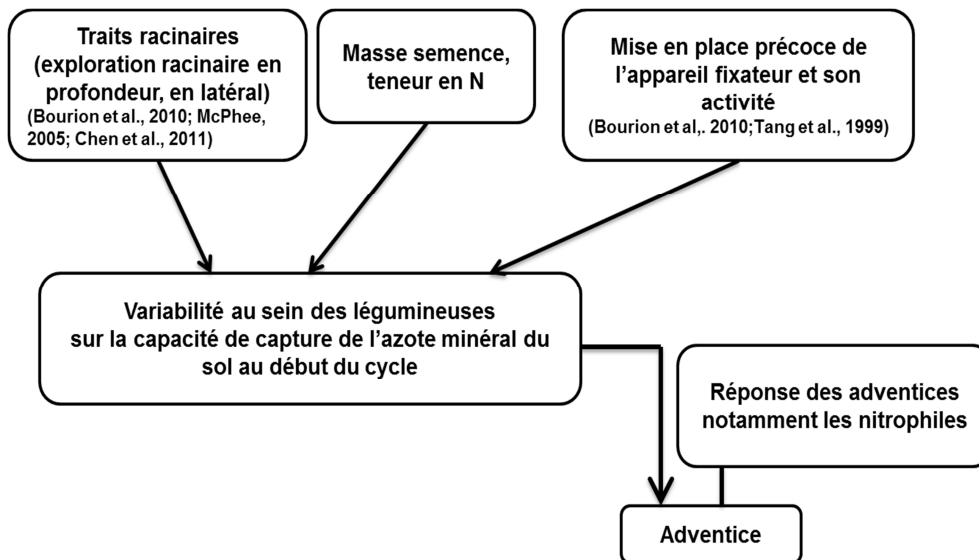 Traits racinaires
(exploration racinaire en
profondeur, en latéral)
(Bourion et al., 2010; McPhee,
2005; Chen et al., 2011)
Masse semence,
teneur en N
Mise en place précoce de
l'appareil fixateur et son
activité
(Bourion et al,. 2010;Tang et al., 1999)
Variabilité au sein des légumineuses
sur la capacité de capture de l'azote minéral du
sol au début du cycle
Réponse des adventices
notamment les nitrophiles
Adventice